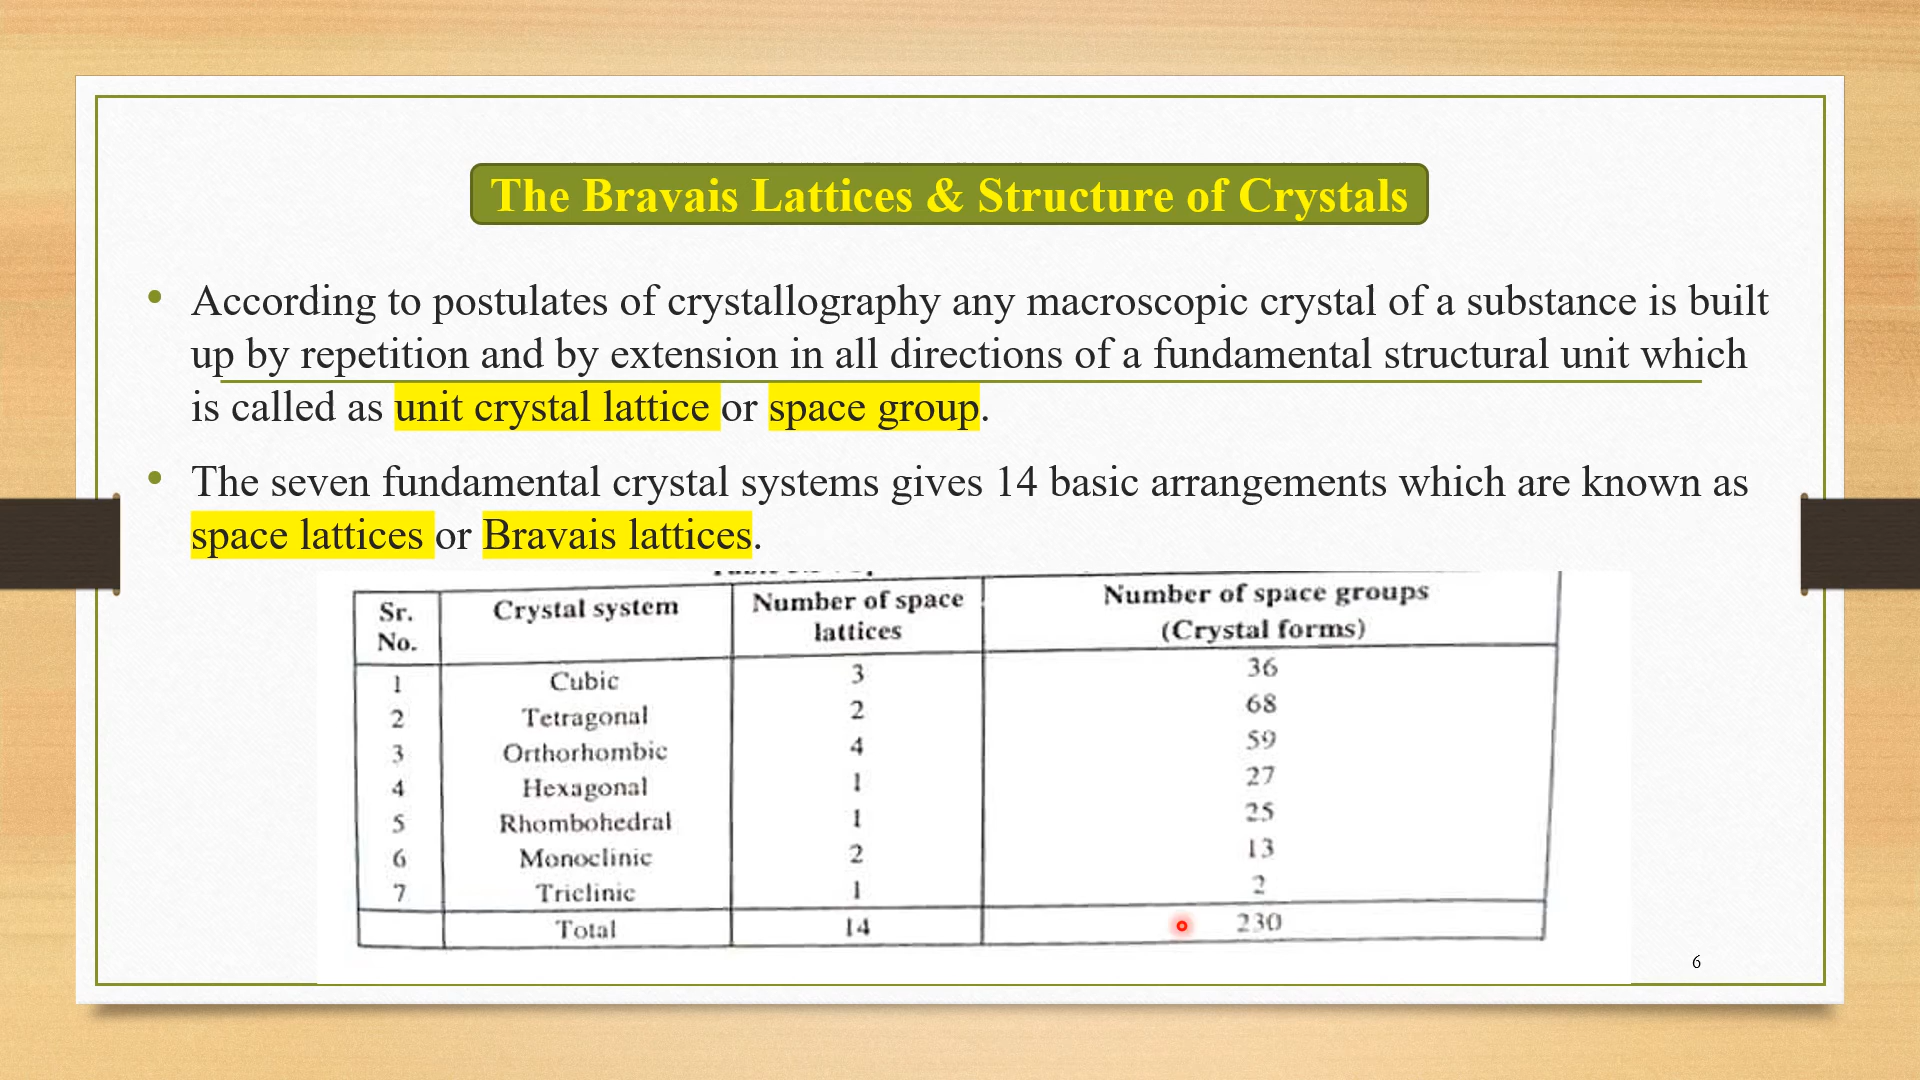 The Bravais Lattices & Structure of Crystals
• According to postulates of crystallography any macroscopic crystal of a substance is built
up by repetition and by extension in all directions of a fundamental structural unit which
is called as unit crystal lattice or space group.
• The seven fundamental crystal systems gives 14 basic arrangements which are known as
space lattices or Bravais lattices.
Sr. No. Crystal system Number of space lattices Number of space groups (Crystal forms)
1 Cubic 3 36
2 Tetragonal 2 68
3 Orthorhombic 4 59
4 Hexagonal 1 27
5 Rhombohedral 1 25
6 Monoclinic 2 13
7 Triclinic 1 2
Total 14 230
6